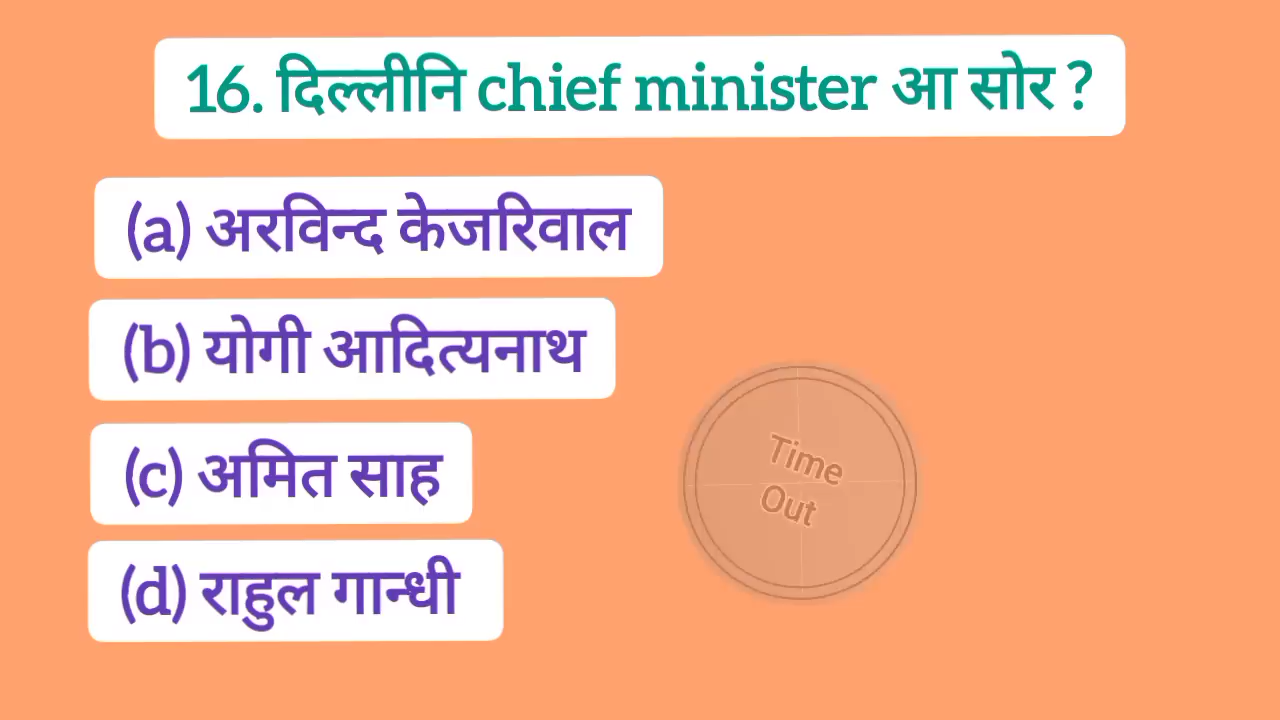 16. दिल्लीनि chief minister आ सोर ?
(a) अरविन्द केजरिवाल
(b) योगी आदित्यनाथ
(c) अमित साह
(d) राहुल गान्धी
Time
Out